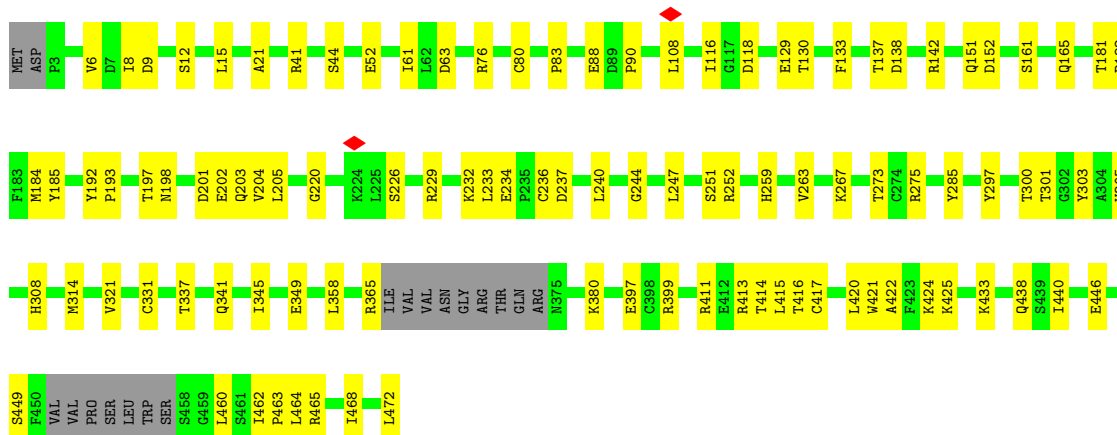 MET ASP P3 V6 D7 I8 D9 S12 L15 A21 R41 S44 E52 I61 L62 D63 R76 C80 P83 E88 D89 P90 L108 I116 G117 D118 E129 T130 F133 T137 D138 R142 Q151 D152 S161 Q165 T181
F183 M184 Y185 Y192 P193 T197 N198 D201 E202 Q203 V204 L205 G220 K224 L225 S226 R229 K232 L233 E234 P235 C236 D237 L240 G244 L247 S251 R252 H259 V263 K267 T273 C274 R275 Y285 Y297 T300 T301 G302 Y303 A304
H308 M314 V321 C331 T337 Q341 I345 E349 L358 R365 ILE VAL VAL ASN GLY ARG THR GLN ARG N375 K380 E397 C398 R399 R411 E412 R413 T414 L415 T416 C417 L420 W421 A422 F423 K424 K425 K433 Q438 S439 I440 E446
S449 F450 VAL VAL PRO SER LEU TRP SER S458 G459 L460 S461 I462 P463 L464 R465 I468 L472